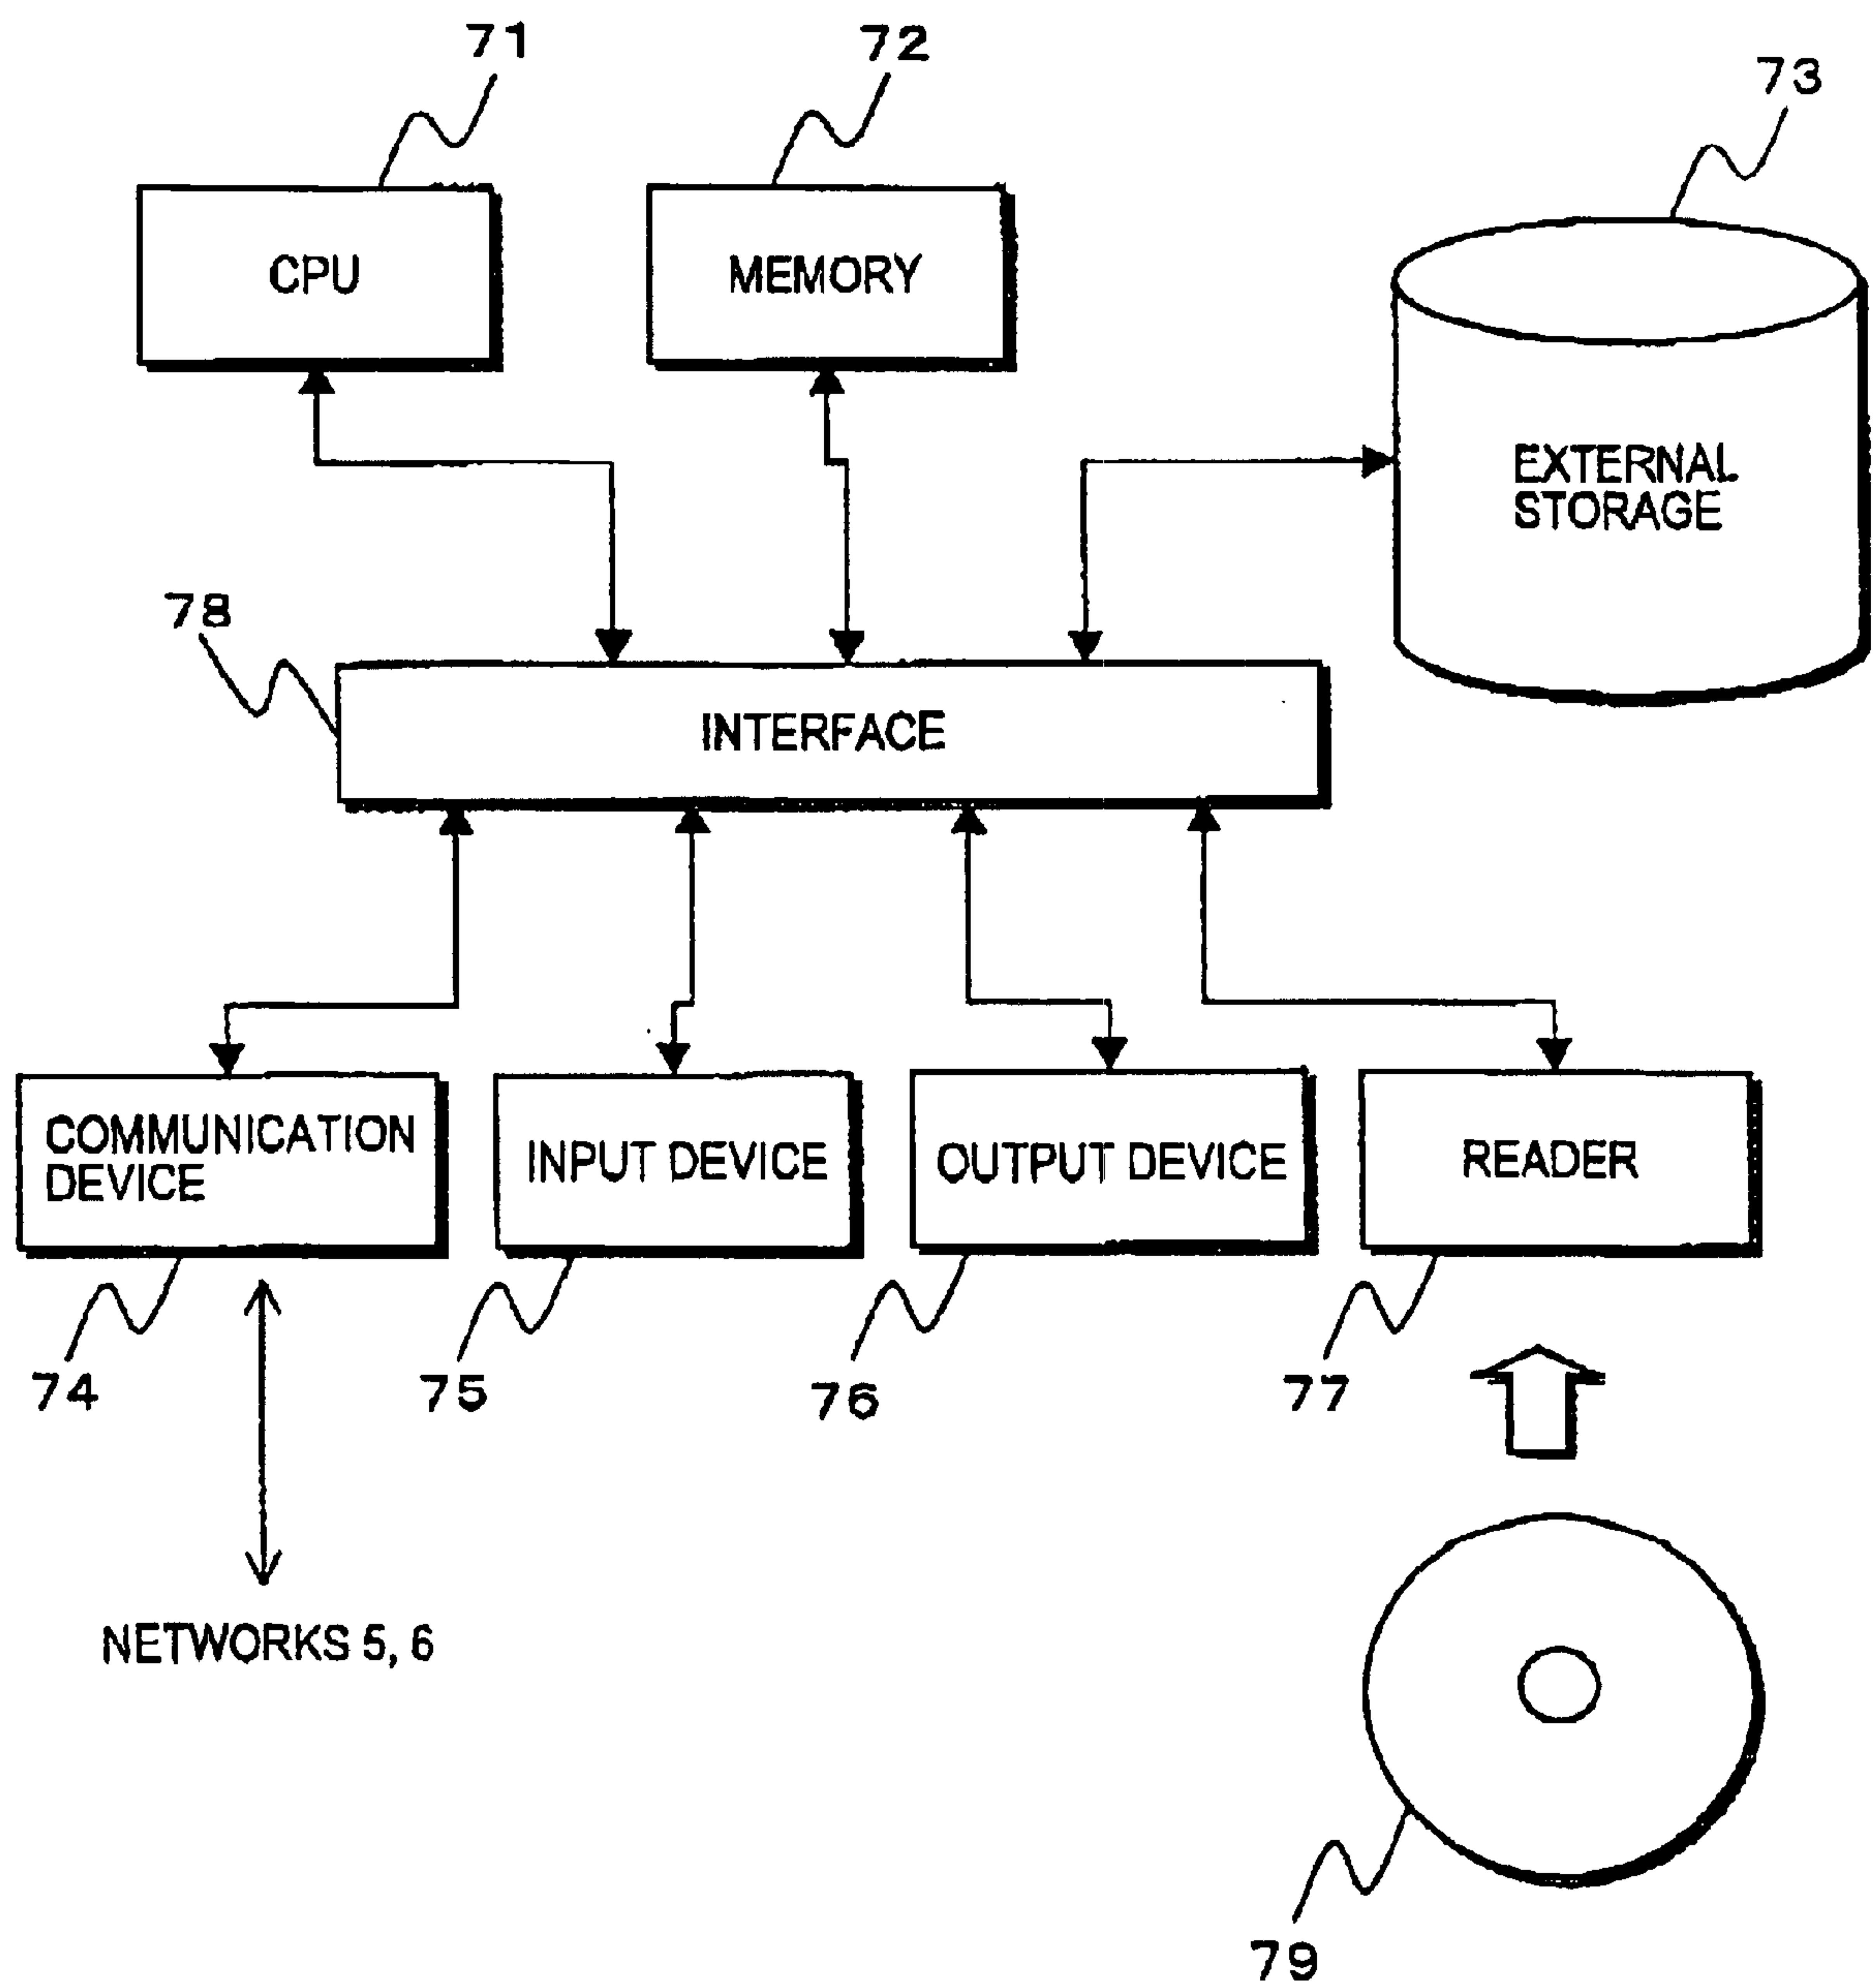 71
72
73
CPU
MEMORY
EXTERNAL
STORAGE
78
INTERFACE
COMMUNICATION
DEVICE
INPUT DEVICE
OUTPUT DEVICE
READER
74
75
76
77
NETWORKS 5, 6
79